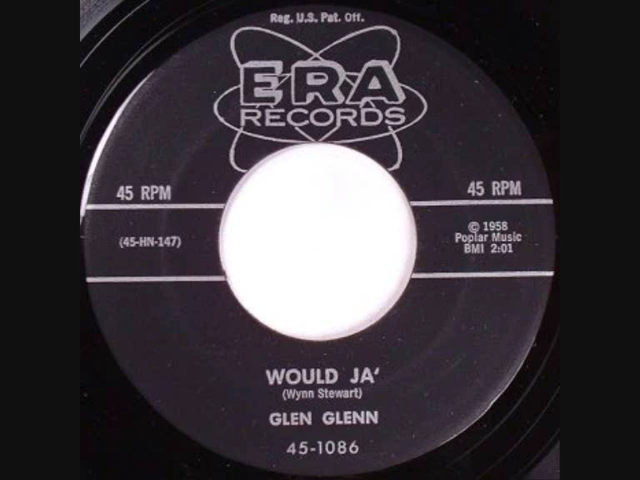 Reg. U.S. Pat. Off.
ERA
RECORDS
45 RPM
45 RPM
(45-HN-147)
© 1958
Poplar Music
BMI 2:01
WOULD JA'
(Wynn Stewart)
GLEN GLENN
45-1086